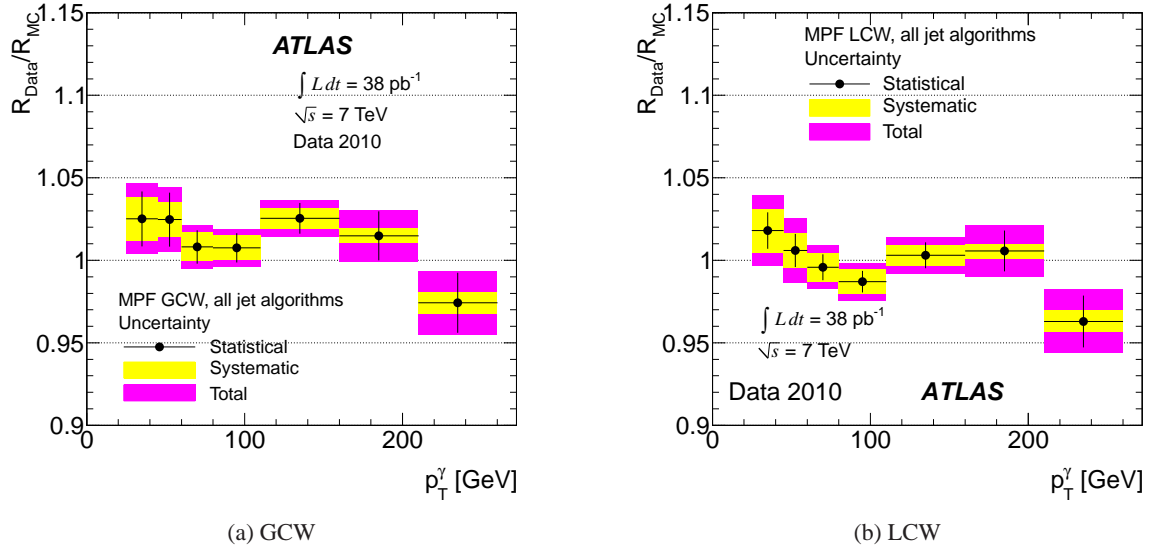 R_Data/R_MC
1.15
1.1
1.05
1
0.95
0.9
ATLAS
∫ L dt = 38 pb⁻¹
√s = 7 TeV
Data 2010
MPF GCW, all jet algorithms
Uncertainty
Statistical
Systematic
Total
0 100 200
p_T^γ [GeV]
(a) GCW
R_Data/R_MC
1.15
1.1
1.05
1
0.95
0.9
MPF LCW, all jet algorithms
Uncertainty
Statistical
Systematic
Total
∫ L dt = 38 pb⁻¹
√s = 7 TeV
Data 2010 ATLAS
0 100 200
p_T^γ [GeV]
(b) LCW